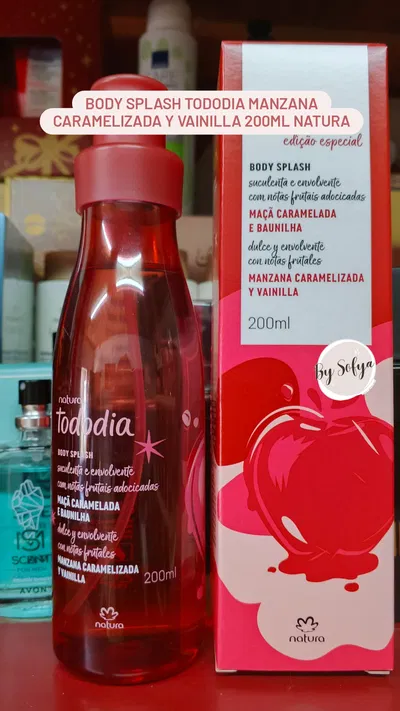 BODY SPLASH TODODIA MANZANA
CARAMELIZADA Y VAINILLA 200ML NATURA
edição especial
BODY SPLASH
suculenta e envolvente
com notas frutais adocicadas
MAÇÃ CARAMELADA
E BAUNILHA
dulce y envolvente
con notas frutales
MANZANA CARAMELIZADA
Y VAINILLA
200ml
By Sofya
natura
tododia
BODY SPLASH
suculenta e envolvente
com notas frutais adocicadas
MAÇÃ CARAMELADA
E BAUNILHA
dulce y envolvente
con notas frutales
MANZANA CARAMELIZADA
Y VAINILLA
200ml
natura
natura
AVON